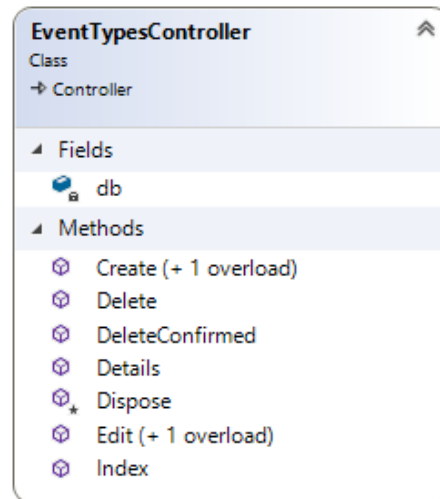 EventTypesController
Class
Controller
Fields
db
Methods
Create (+ 1 overload)
Delete
DeleteConfirmed
Details
Dispose
Edit (+ 1 overload)
Index